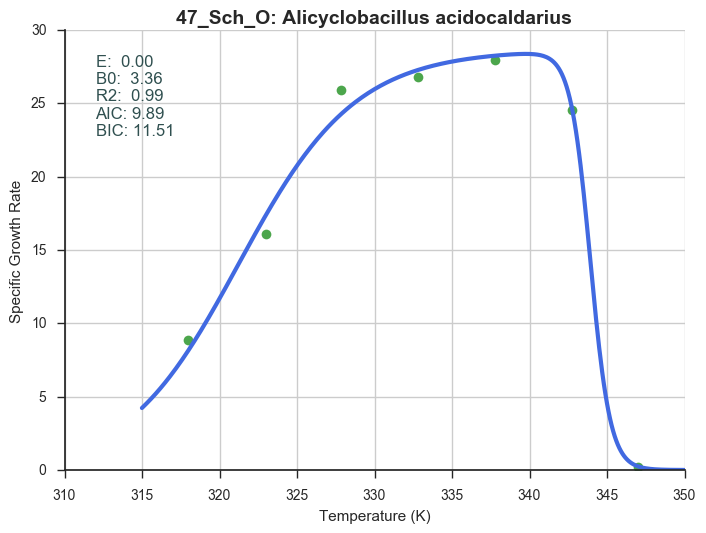 47_Sch_O: Alicyclobacillus acidocaldarius
30
25
20
15
10
5
0
E:  0.00
B0:  3.36
R2:  0.99
AIC: 9.89
BIC: 11.51
Specific Growth Rate
310 315 320 325 330 335 340 345 350
Temperature (K)